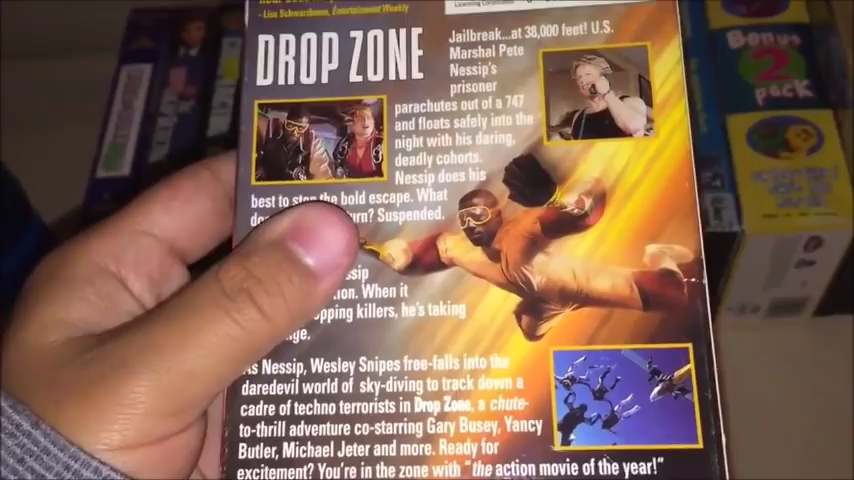 - Lisa Schwarzbaum, Entertainment Weekly
DROP ZONE
Jailbreak...at 38,000 feet! U.S.
Marshal Pete
Nessip's
prisoner
parachutes out of a 747
and floats safely into the
night with his daring,
deadly cohorts.
Nessip does his
best to stop the bold escape. What
Suspended.
When it
killers, he's taking
As Nessip, Wesley Snipes free-falls into the
daredevil world of sky-diving to track down a
cadre of techno terrorists in Drop Zone, a chute-
to-thrill adventure co-starring Gary Busey, Yancy
Butler, Michael Jeter and more. Ready for
excitement? You're in the zone with "the action movie of the year!"
Bonus
2
PACK